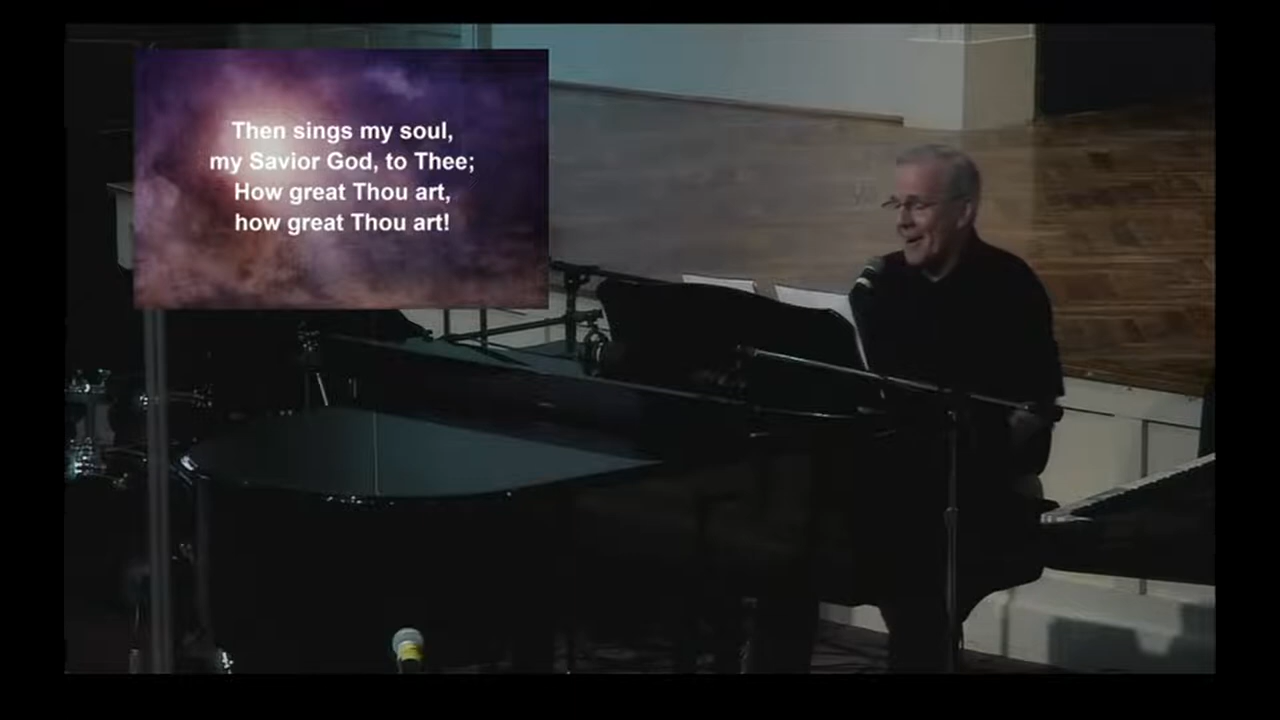 Then sings my soul,
my Savior God, to Thee;
How great Thou art,
how great Thou art!